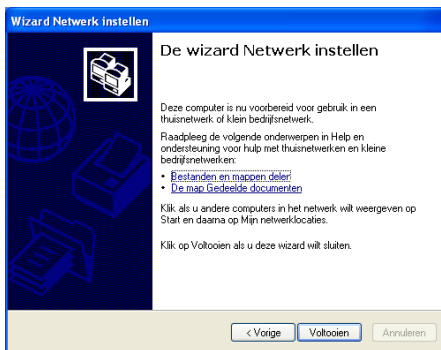 Wizard Netwerk instellen
De wizard Netwerk instellen
Deze computer is nu voorbereid voor gebruik in een
thuisnetwerk of klein bedrijfsnetwerk.
Raadpleeg de volgende onderwerpen in Help en
ondersteuning voor hulp met thuisnetwerken en kleine
bedrijfsnetwerken:
• Bestanden en mappen delen
• De map Gedeelde documenten
Klik als u andere computers in het netwerk wilt weergeven op
Start en daarna op Mijn netwerklocaties.
Klik op Voltooien als u deze wizard wilt sluiten.
< Vorige
Voltooien
Annuleren